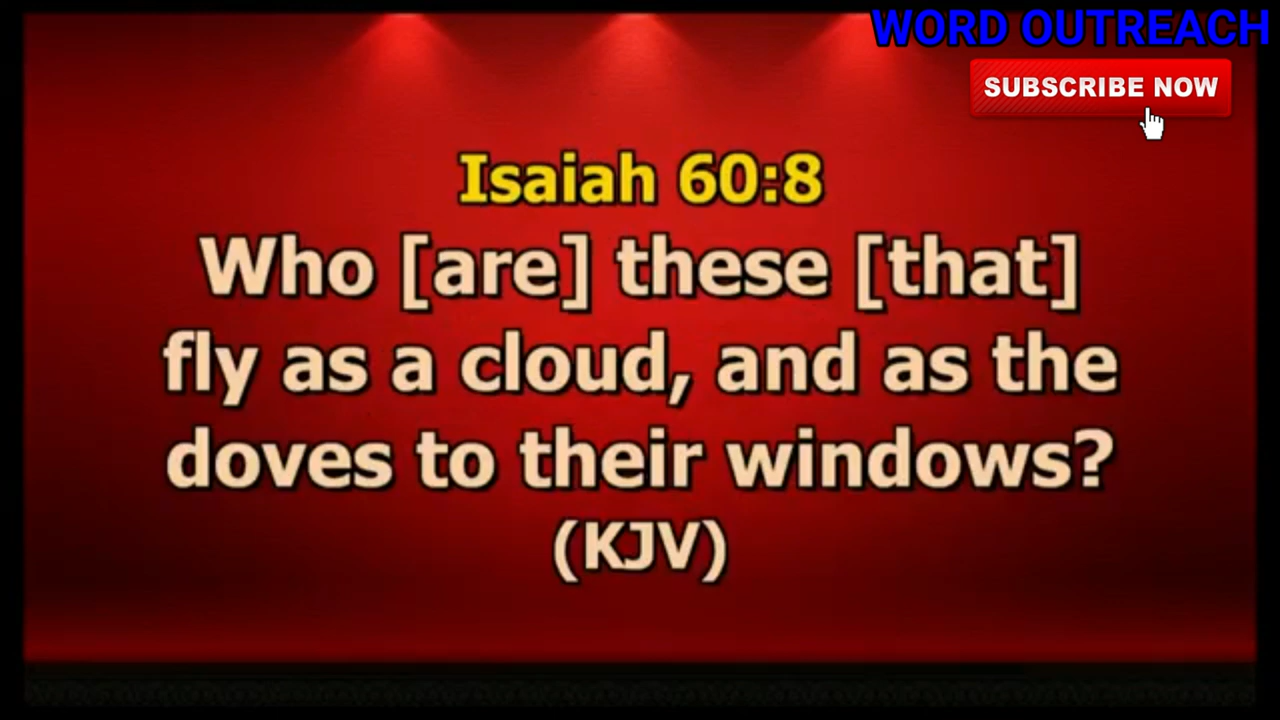 WORD OUTREACH
SUBSCRIBE NOW
Isaiah 60:8
Who [are] these [that]
fly as a cloud, and as the
doves to their windows?
(KJV)